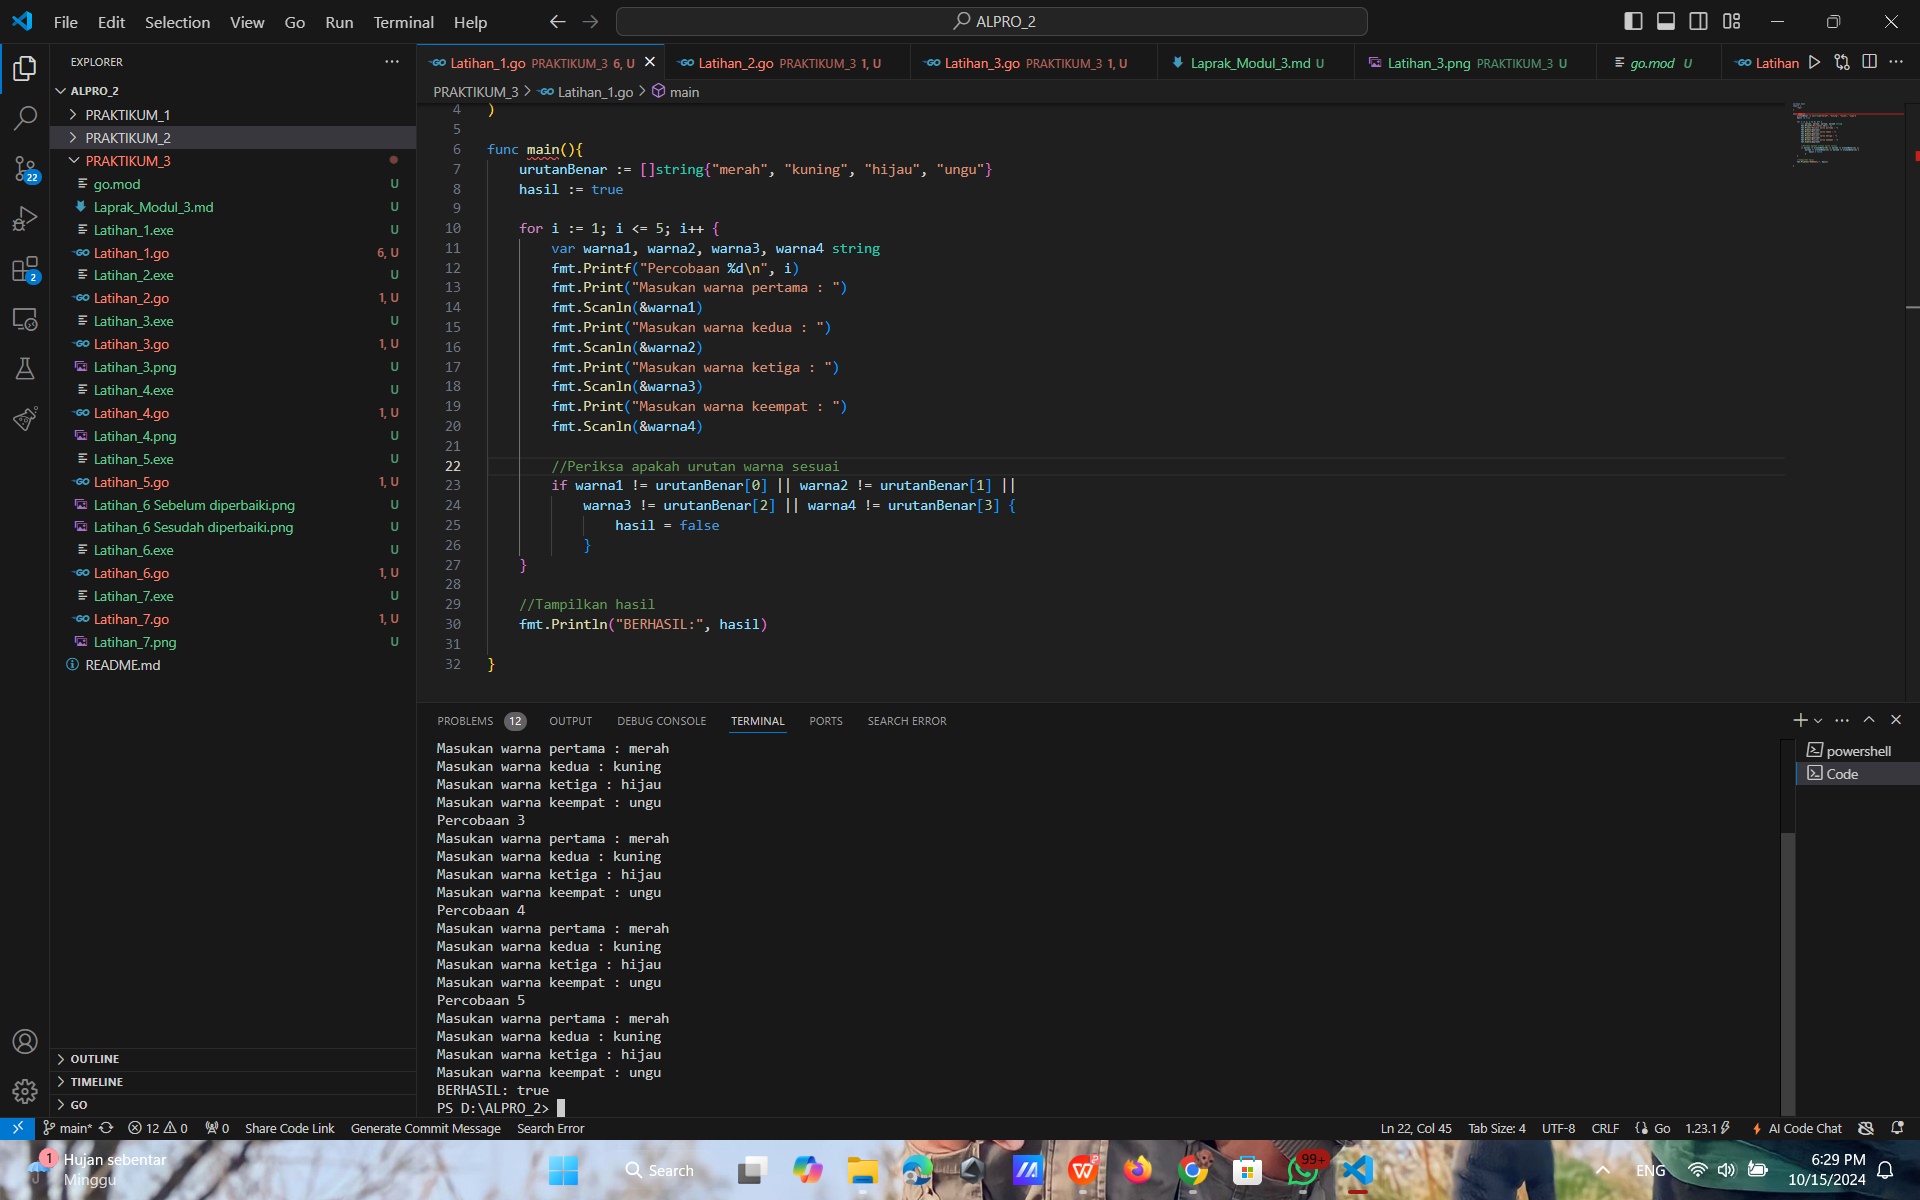 File Edit Selection View Go Run Terminal Help
ALPRO_2
EXPLORER
ALPRO_2
PRAKTIKUM_1
PRAKTIKUM_2
PRAKTIKUM_3
go.mod U
Laprak_Modul_3.md U
Latihan_1.exe U
Latihan_1.go 6, U
Latihan_2.exe U
Latihan_2.go 1, U
Latihan_3.exe U
Latihan_3.go 1, U
Latihan_3.png U
Latihan_4.exe U
Latihan_4.go 1, U
Latihan_4.png U
Latihan_5.exe U
Latihan_5.go 1, U
Latihan_6 Sebelum diperbaiki.png U
Latihan_6 Sesudah diperbaiki.png U
Latihan_6.exe U
Latihan_6.go 1, U
Latihan_7.exe U
Latihan_7.go 1, U
Latihan_7.png U
README.md
OUTLINE
TIMELINE
GO
22
2
Latihan_1.go PRAKTIKUM_3 6, U Latihan_2.go PRAKTIKUM_3 1, U Latihan_3.go PRAKTIKUM_3 1, U Laprak_Modul_3.md U Latihan_3.png PRAKTIKUM_3 U go.mod U Latihan
PRAKTIKUM_3 > Latihan_1.go > main
4 )
5
6 func main(){
7 urutanBenar := []string{"merah", "kuning", "hijau", "ungu"}
8 hasil := true
9
10 for i := 1; i <= 5; i++ {
11 var warna1, warna2, warna3, warna4 string
12 fmt.Printf("Percobaan %d\n", i)
13 fmt.Print("Masukan warna pertama : ")
14 fmt.Scanln(&warna1)
15 fmt.Print("Masukan warna kedua : ")
16 fmt.Scanln(&warna2)
17 fmt.Print("Masukan warna ketiga : ")
18 fmt.Scanln(&warna3)
19 fmt.Print("Masukan warna keempat : ")
20 fmt.Scanln(&warna4)
21
22 //Periksa apakah urutan warna sesuai
23 if warna1 != urutanBenar[0] || warna2 != urutanBenar[1] ||
24 warna3 != urutanBenar[2] || warna4 != urutanBenar[3] {
25 hasil = false
26 }
27 }
28
29 //Tampilkan hasil
30 fmt.Println("BERHASIL:", hasil)
31
32 }
PROBLEMS 12 OUTPUT DEBUG CONSOLE TERMINAL PORTS SEARCH ERROR
Masukan warna pertama : merah
Masukan warna kedua : kuning
Masukan warna ketiga : hijau
Masukan warna keempat : ungu
Percobaan 3
Masukan warna pertama : merah
Masukan warna kedua : kuning
Masukan warna ketiga : hijau
Masukan warna keempat : ungu
Percobaan 4
Masukan warna pertama : merah
Masukan warna kedua : kuning
Masukan warna ketiga : hijau
Masukan warna keempat : ungu
Percobaan 5
Masukan warna pertama : merah
Masukan warna kedua : kuning
Masukan warna ketiga : hijau
Masukan warna keempat : ungu
BERHASIL: true
PS D:\ALPRO_2>
powershell
Code
main* 12 0 0 Share Code Link Generate Commit Message Search Error Ln 22, Col 45 Tab Size: 4 UTF-8 CRLF Go 1.23.1 AI Code Chat
1
Hujan sebentar
Minggu
Search
99+
ENG
6:29 PM
10/15/2024